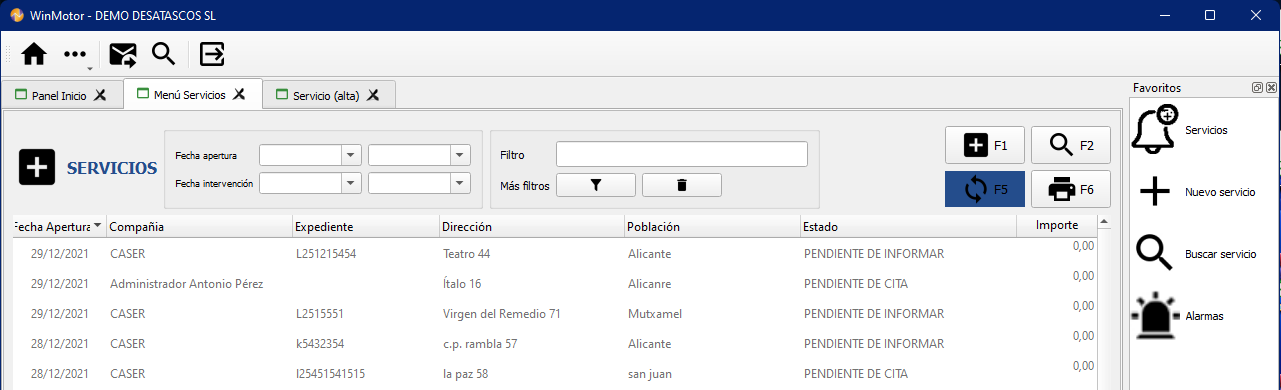 WinMotor - DEMO DESATASCOS SL
Panel Inicio
Menú Servicios
Servicio (alta)
Favoritos
SERVICIOS
Fecha apertura
Fecha intervención
Filtro
Más filtros
F1
F2
F5
F6
Servicios
Nuevo servicio
Buscar servicio
Alarmas
Fecha Apertura Compañia Expediente Dirección Población Estado Importe
29/12/2021 CASER L251215454 Teatro 44 Alicante PENDIENTE DE INFORMAR 0,00
29/12/2021 Administrador Antonio Pérez Ítalo 16 Alicanre PENDIENTE DE CITA 0,00
29/12/2021 CASER L2515551 Virgen del Remedio 71 Mutxamel PENDIENTE DE INFORMAR 0,00
28/12/2021 CASER k5432354 c.p. rambla 57 Alicante PENDIENTE DE INFORMAR 0,00
28/12/2021 CASER l25451541515 la paz 58 san juan PENDIENTE DE CITA 0,00